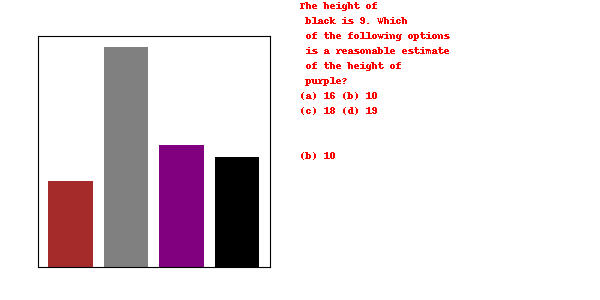 The height of
black is 9. Which
of the following options
is a reasonable estimate
of the height of
purple?
(a) 16 (b) 10
(c) 18 (d) 19
(b) 10